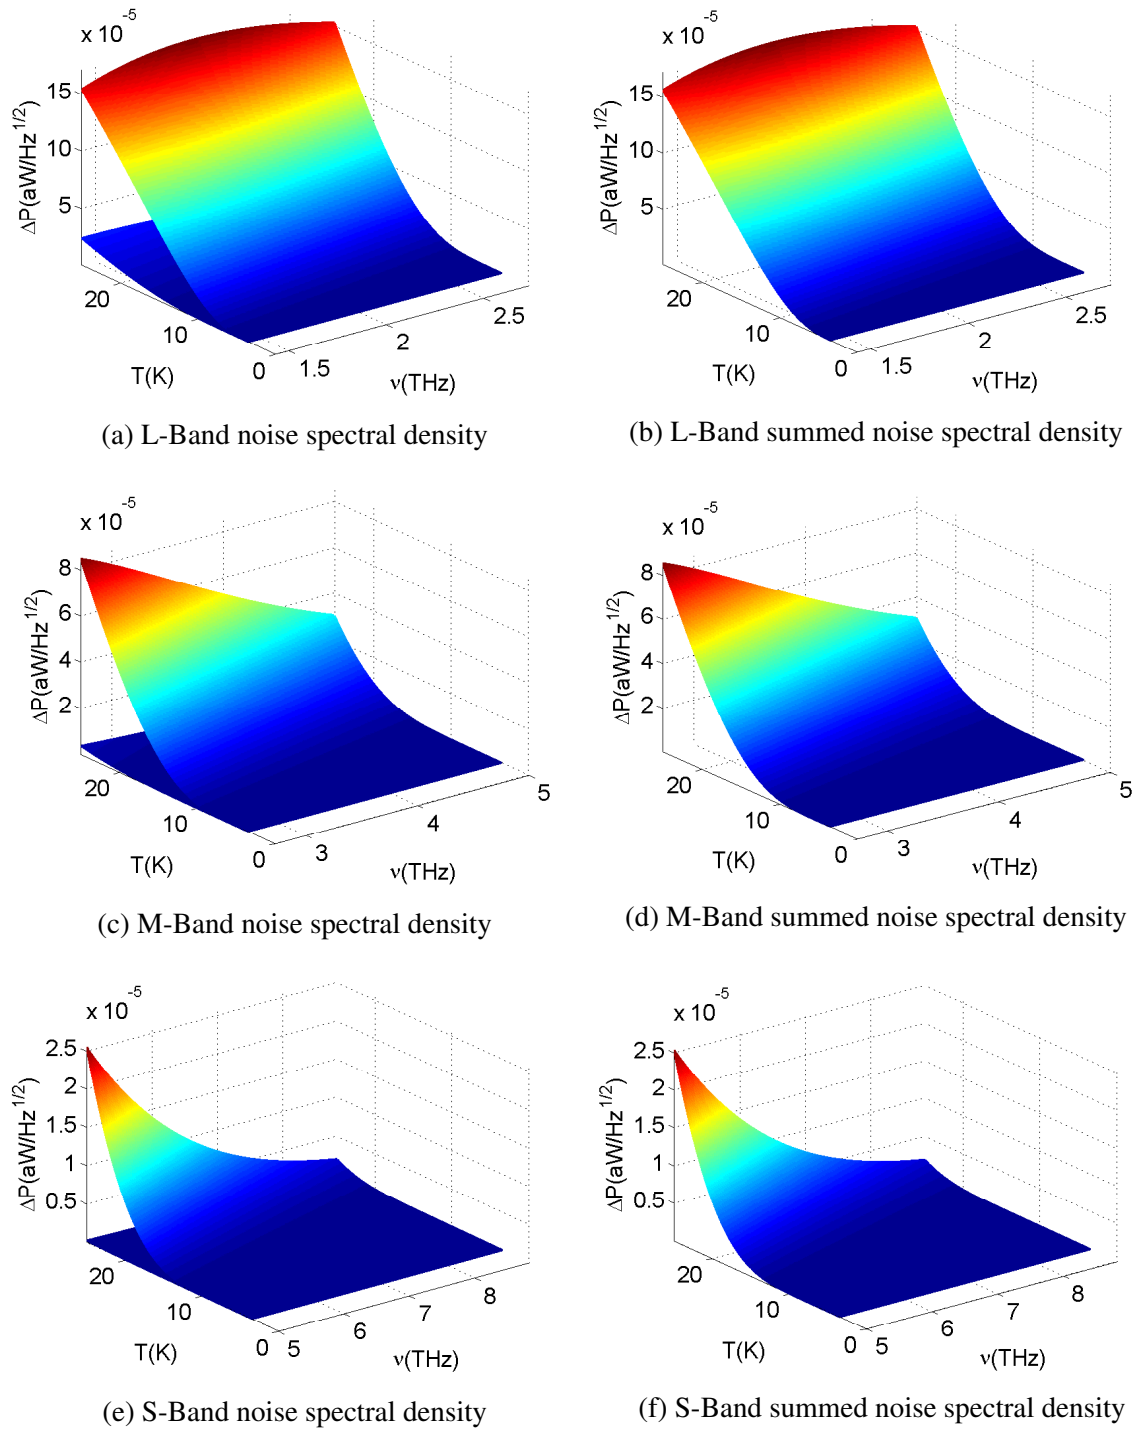 x 10^-5
15
10
5
ΔP(aW/Hz^1/2)
20
10
0
T(K)
1.5
2
2.5
ν(THz)
(a) L-Band noise spectral density
x 10^-5
15
10
5
ΔP(aW/Hz^1/2)
20
10
0
T(K)
1.5
2
2.5
ν(THz)
(b) L-Band summed noise spectral density
x 10^-5
8
6
4
2
ΔP(aW/Hz^1/2)
20
10
0
T(K)
3
4
5
ν(THz)
(c) M-Band noise spectral density
x 10^-5
8
6
4
2
ΔP(aW/Hz^1/2)
20
10
0
T(K)
3
4
5
ν(THz)
(d) M-Band summed noise spectral density
x 10^-5
2.5
2
1.5
1
0.5
ΔP(aW/Hz^1/2)
20
10
0
T(K)
5
6
7
8
ν(THz)
(e) S-Band noise spectral density
x 10^-5
2.5
2
1.5
1
0.5
ΔP(aW/Hz^1/2)
20
10
0
T(K)
5
6
7
8
ν(THz)
(f) S-Band summed noise spectral density